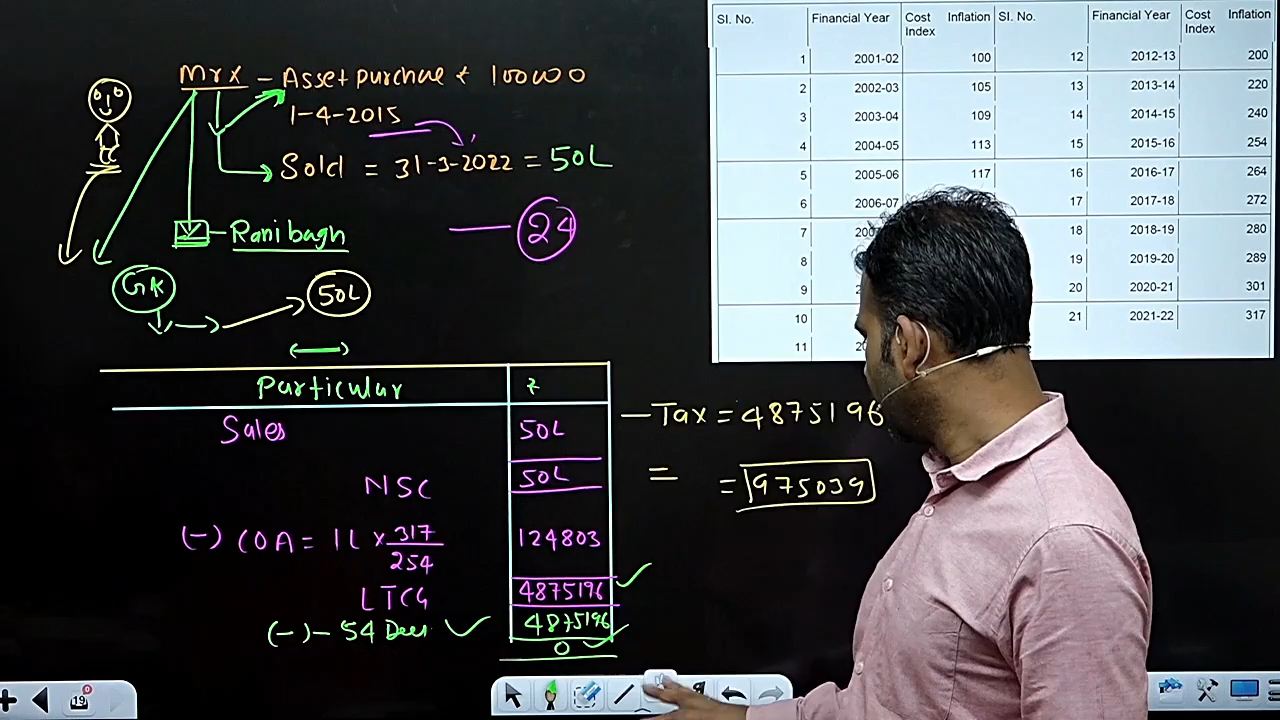 Mr X - Asset purchase ₹ 100000
1-4-2015
Sold = 31-3-2022 = 50L
Ranibagh
24
GK
50L
Particular ₹
Sales 50L
NSC 50L
(-) COA = 1L x 317/254 124803
LTCG 4875196
(-) - 54 Dec 4875196
0
- Tax = 4875196
=
= 975039
SI. No. Financial Year Cost Inflation Index SI. No. Financial Year Cost Inflation Index
1 2001-02 100 12 2012-13 200
2 2002-03 105 13 2013-14 220
3 2003-04 109 14 2014-15 240
4 2004-05 113 15 2015-16 254
5 2005-06 117 16 2016-17 264
6 2006-07 17 2017-18 272
7 18 2018-19 280
8 19 2019-20 289
9 20 2020-21 301
10 21 2021-22 317
11
19